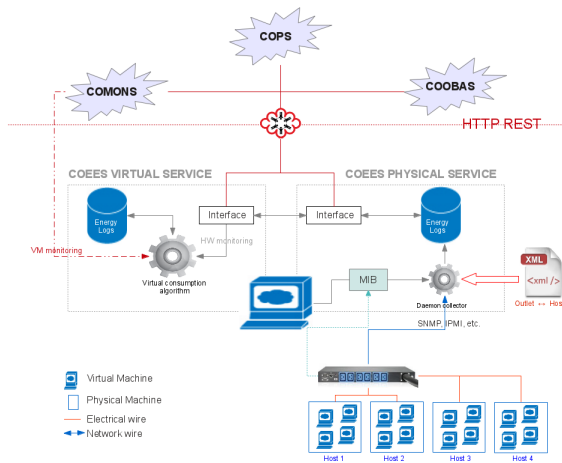 COPS
COMONS
COOBAS
HTTP REST
COEES VIRTUAL SERVICE
COEES PHYSICAL SERVICE
Energy
Logs
Interface
Interface
Energy
Logs
HW monitoring
VM monitoring
Virtual consumption
algorithm
MIB
Daemon collector
XML
<xml />
Outlet ↔ Host
SNMP, IPMI, etc.
Virtual Machine
Physical Machine
Electrical wire
Network wire
Host 1
Host 2
Host 3
Host 4